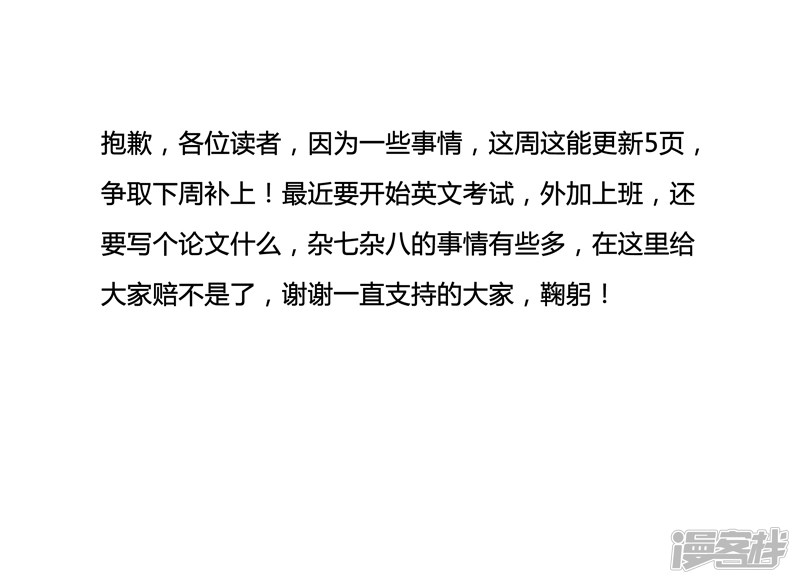 抱歉，各位读者，因为一些事情，这周这能更新5页，
争取下周补上！最近要开始英文考试，外加上班，还
要写个论文什么，杂七杂八的事情有些多，在这里给
大家赔不是了，谢谢一直支持的大家，鞠躬！
漫客栈